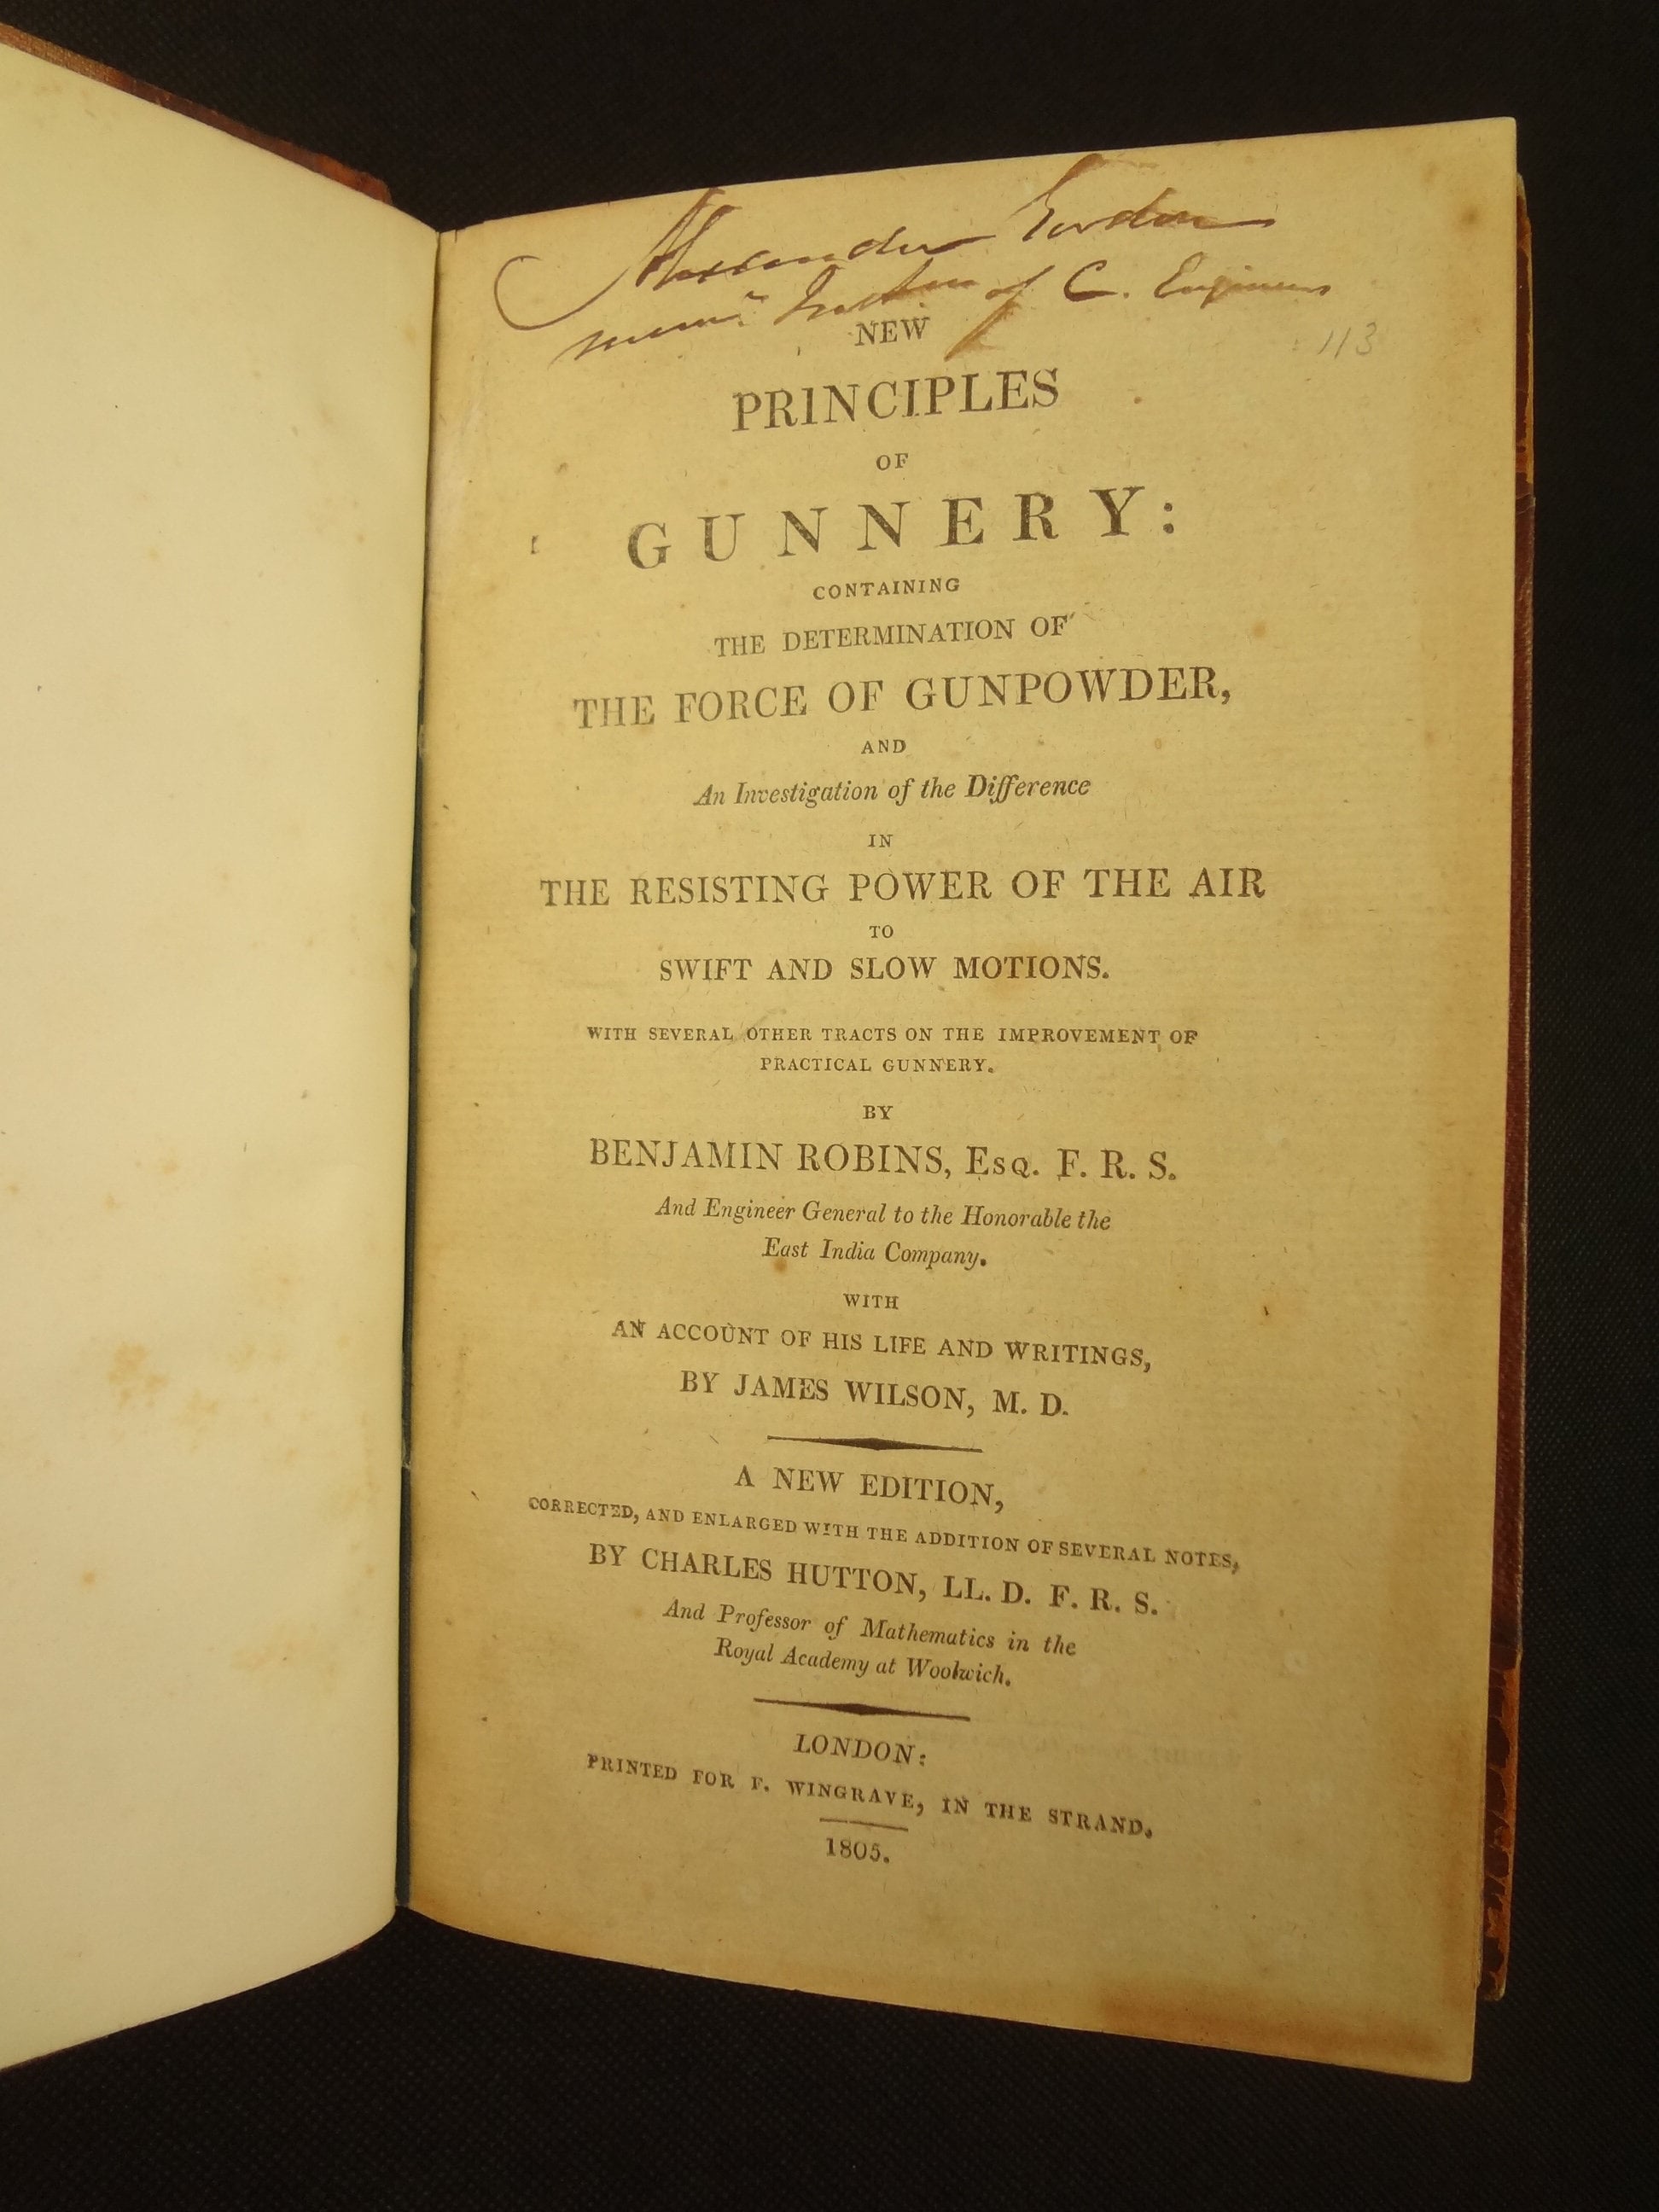 Alexander Gordon
mem.r Institution of C. Engineers
113
NEW
PRINCIPLES
OF
GUNNERY:
CONTAINING
THE DETERMINATION OF
THE FORCE OF GUNPOWDER,
AND
An Investigation of the Difference
IN
THE RESISTING POWER OF THE AIR
TO
SWIFT AND SLOW MOTIONS.
WITH SEVERAL OTHER TRACTS ON THE IMPROVEMENT OF
PRACTICAL GUNNERY.
BY
BENJAMIN ROBINS, Esq. F. R. S.
And Engineer General to the Honorable the
East India Company.
WITH
AN ACCOUNT OF HIS LIFE AND WRITINGS,
BY JAMES WILSON, M. D.
A NEW EDITION,
CORRECTED, AND ENLARGED WITH THE ADDITION OF SEVERAL NOTES,
BY CHARLES HUTTON, LL. D. F. R. S.
And Professor of Mathematics in the
Royal Academy at Woolwich.
LONDON:
PRINTED FOR F. WINGRAVE, IN THE STRAND.
1805.